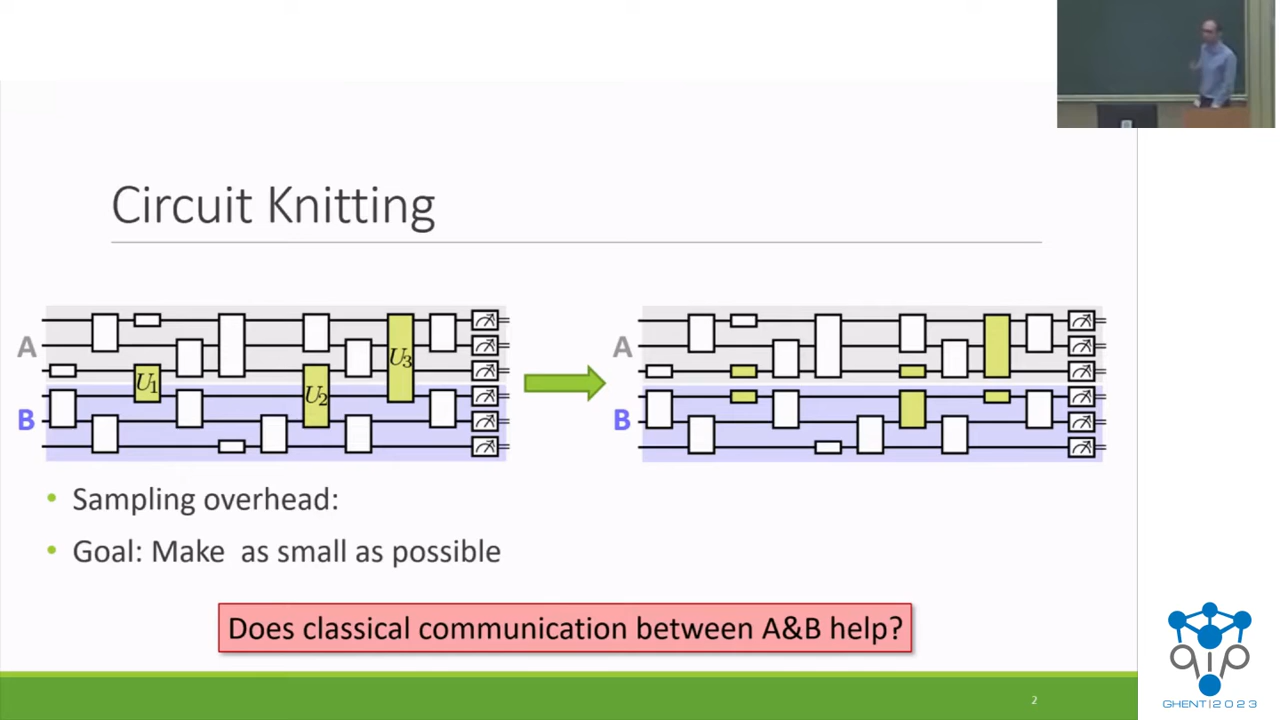 Circuit Knitting
A
B
U1
U2
U3
A
B
• Sampling overhead:
• Goal: Make as small as possible
Does classical communication between A&B help?
2
qip
GHENT|2023